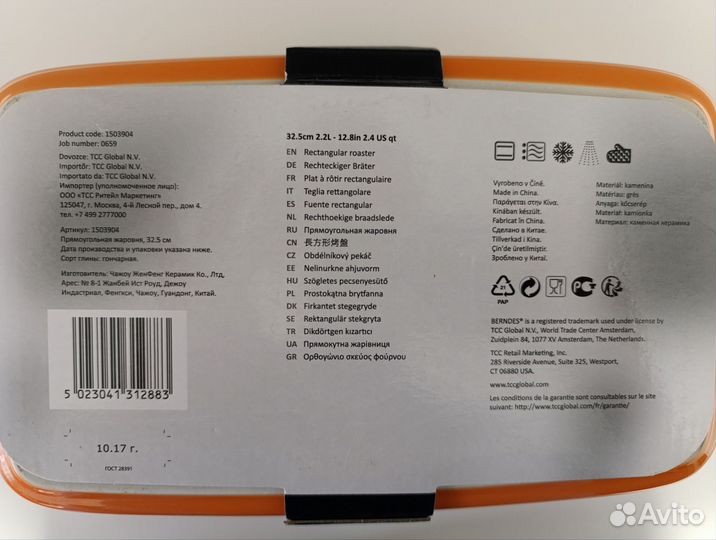 Product code: 1503904
Job number: 0659
Dovozce: TCC Global N.V.
Importőr: TCC Global N.V.
Importato da: TCC Global N.V.
Импортер (уполномоченное лицо):
ООО «ТСС Ритейл Маркетинг»
125047, г. Москва, 4-й Лесной пер., дом 4.
тел. +7 499 2777000
Артикул: 1503904
Прямоугольная жаровня, 32.5 см
Дата производства и упаковки указана ниже.
Сорт глины: гончарная.
Изготовитель: Чажоу ЖенФенг Керамик Ко., Лтд,
Адрес: № 8-1 Жанбей Ист Роуд, Дежоу
Индастриал, Фенгкси, Чажоу, Гуандонг, Китай.
5 023041 312883
10.17 г.
ГОСТ 28391
32.5cm 2.2L - 12.8in 2.4 US qt
EN Rectangular roaster
DE Rechteckiger Bräter
FR Plat à rôtir rectangulaire
IT Teglia rettangolare
ES Fuente rectangular
NL Rechthoekige braadslede
RU Прямоугольная жаровня
CN 長方形烤盤
CZ Obdélníkový pekáč
EE Nelinurkne ahjuvorm
HU Szögletes pecsenyesütő
PL Prostokątna brytfanna
DK Firkantet stegegryde
SE Rektangulär stekgryta
TR Dikdörtgen kızartıcı
UA Прямокутна жарівниця
GR Ορθογώνιο σκεύος φούρνου
Vyrobeno v Číně.
Made in China.
Παράγεται στην Κίνα.
Kínában készült.
Fabricat în China.
Сделано в Китае.
Tillverkad i Kina.
Çin'de üretilmiştir.
Зроблено у Китаї.
Materiál: kamenina
Matériau: grès
Anyaga: kőcserép
Materiał: kamionka
Материал: каменная керамика
21
PAP
BERNDES® is a registered trademark used under license by
TCC Global N.V., World Trade Center Amsterdam,
Zuidplein 84, 1077 XV Amsterdam, The Netherlands.
TCC Retail Marketing, Inc.
285 Riverside Avenue, Suite 325, Westport,
CT 06880 USA.
www.tccglobal.com
Les conditions de la garantie sont consultables sur le site
suivant: http://www.tccglobal.com/fr/garantie/
Avito